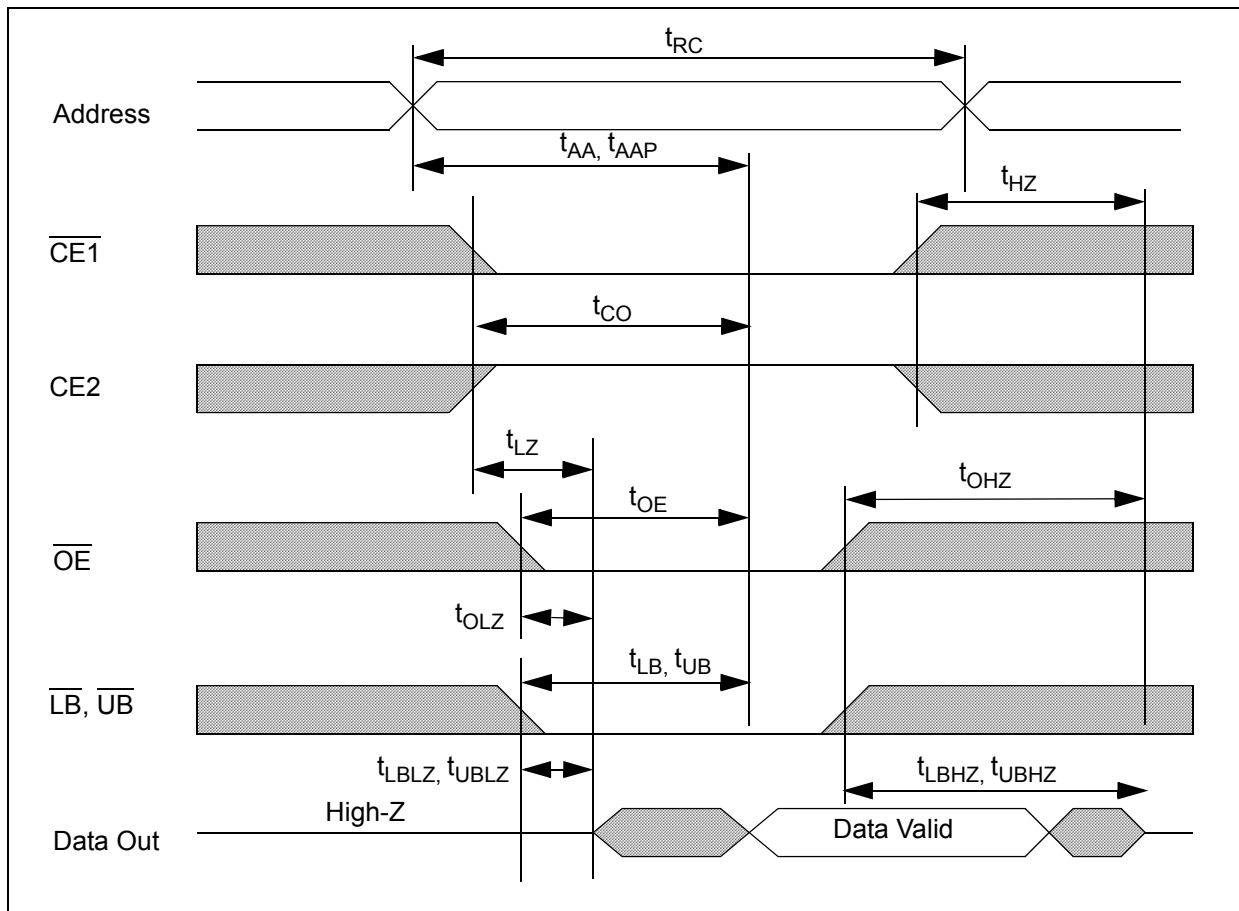 tRC
Address
tAA, tAAP
tHZ
CE1
tCO
CE2
tLZ
tOHZ
tOE
OE
tOLZ
tLB, tUB
LB, UB
tLBLZ, tUBLZ
tLBHZ, tUBHZ
High-Z
Data Valid
Data Out